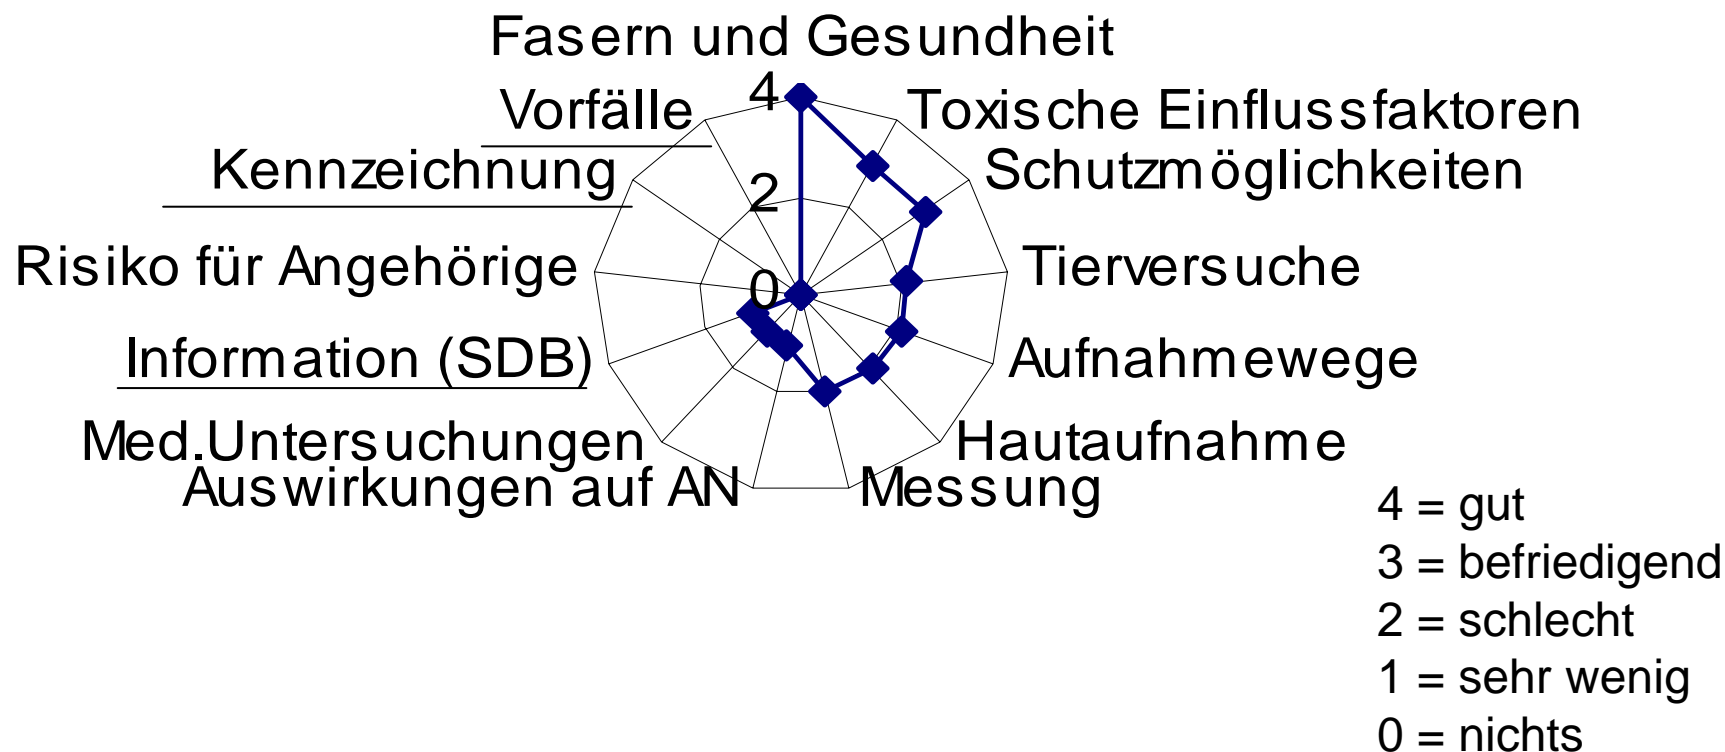 Fasern und Gesundheit
4
Vorfälle
Toxische Einflussfaktoren
Kennzeichnung
2
Schutzmöglichkeiten
Risiko für Angehörige
0
Tierversuche
Information (SDB)
Aufnahmewege
Med.Untersuchungen
Hautaufnahme
Auswirkungen auf AN
Messung
4 = gut
3 = befriedigend
2 = schlecht
1 = sehr wenig
0 = nichts